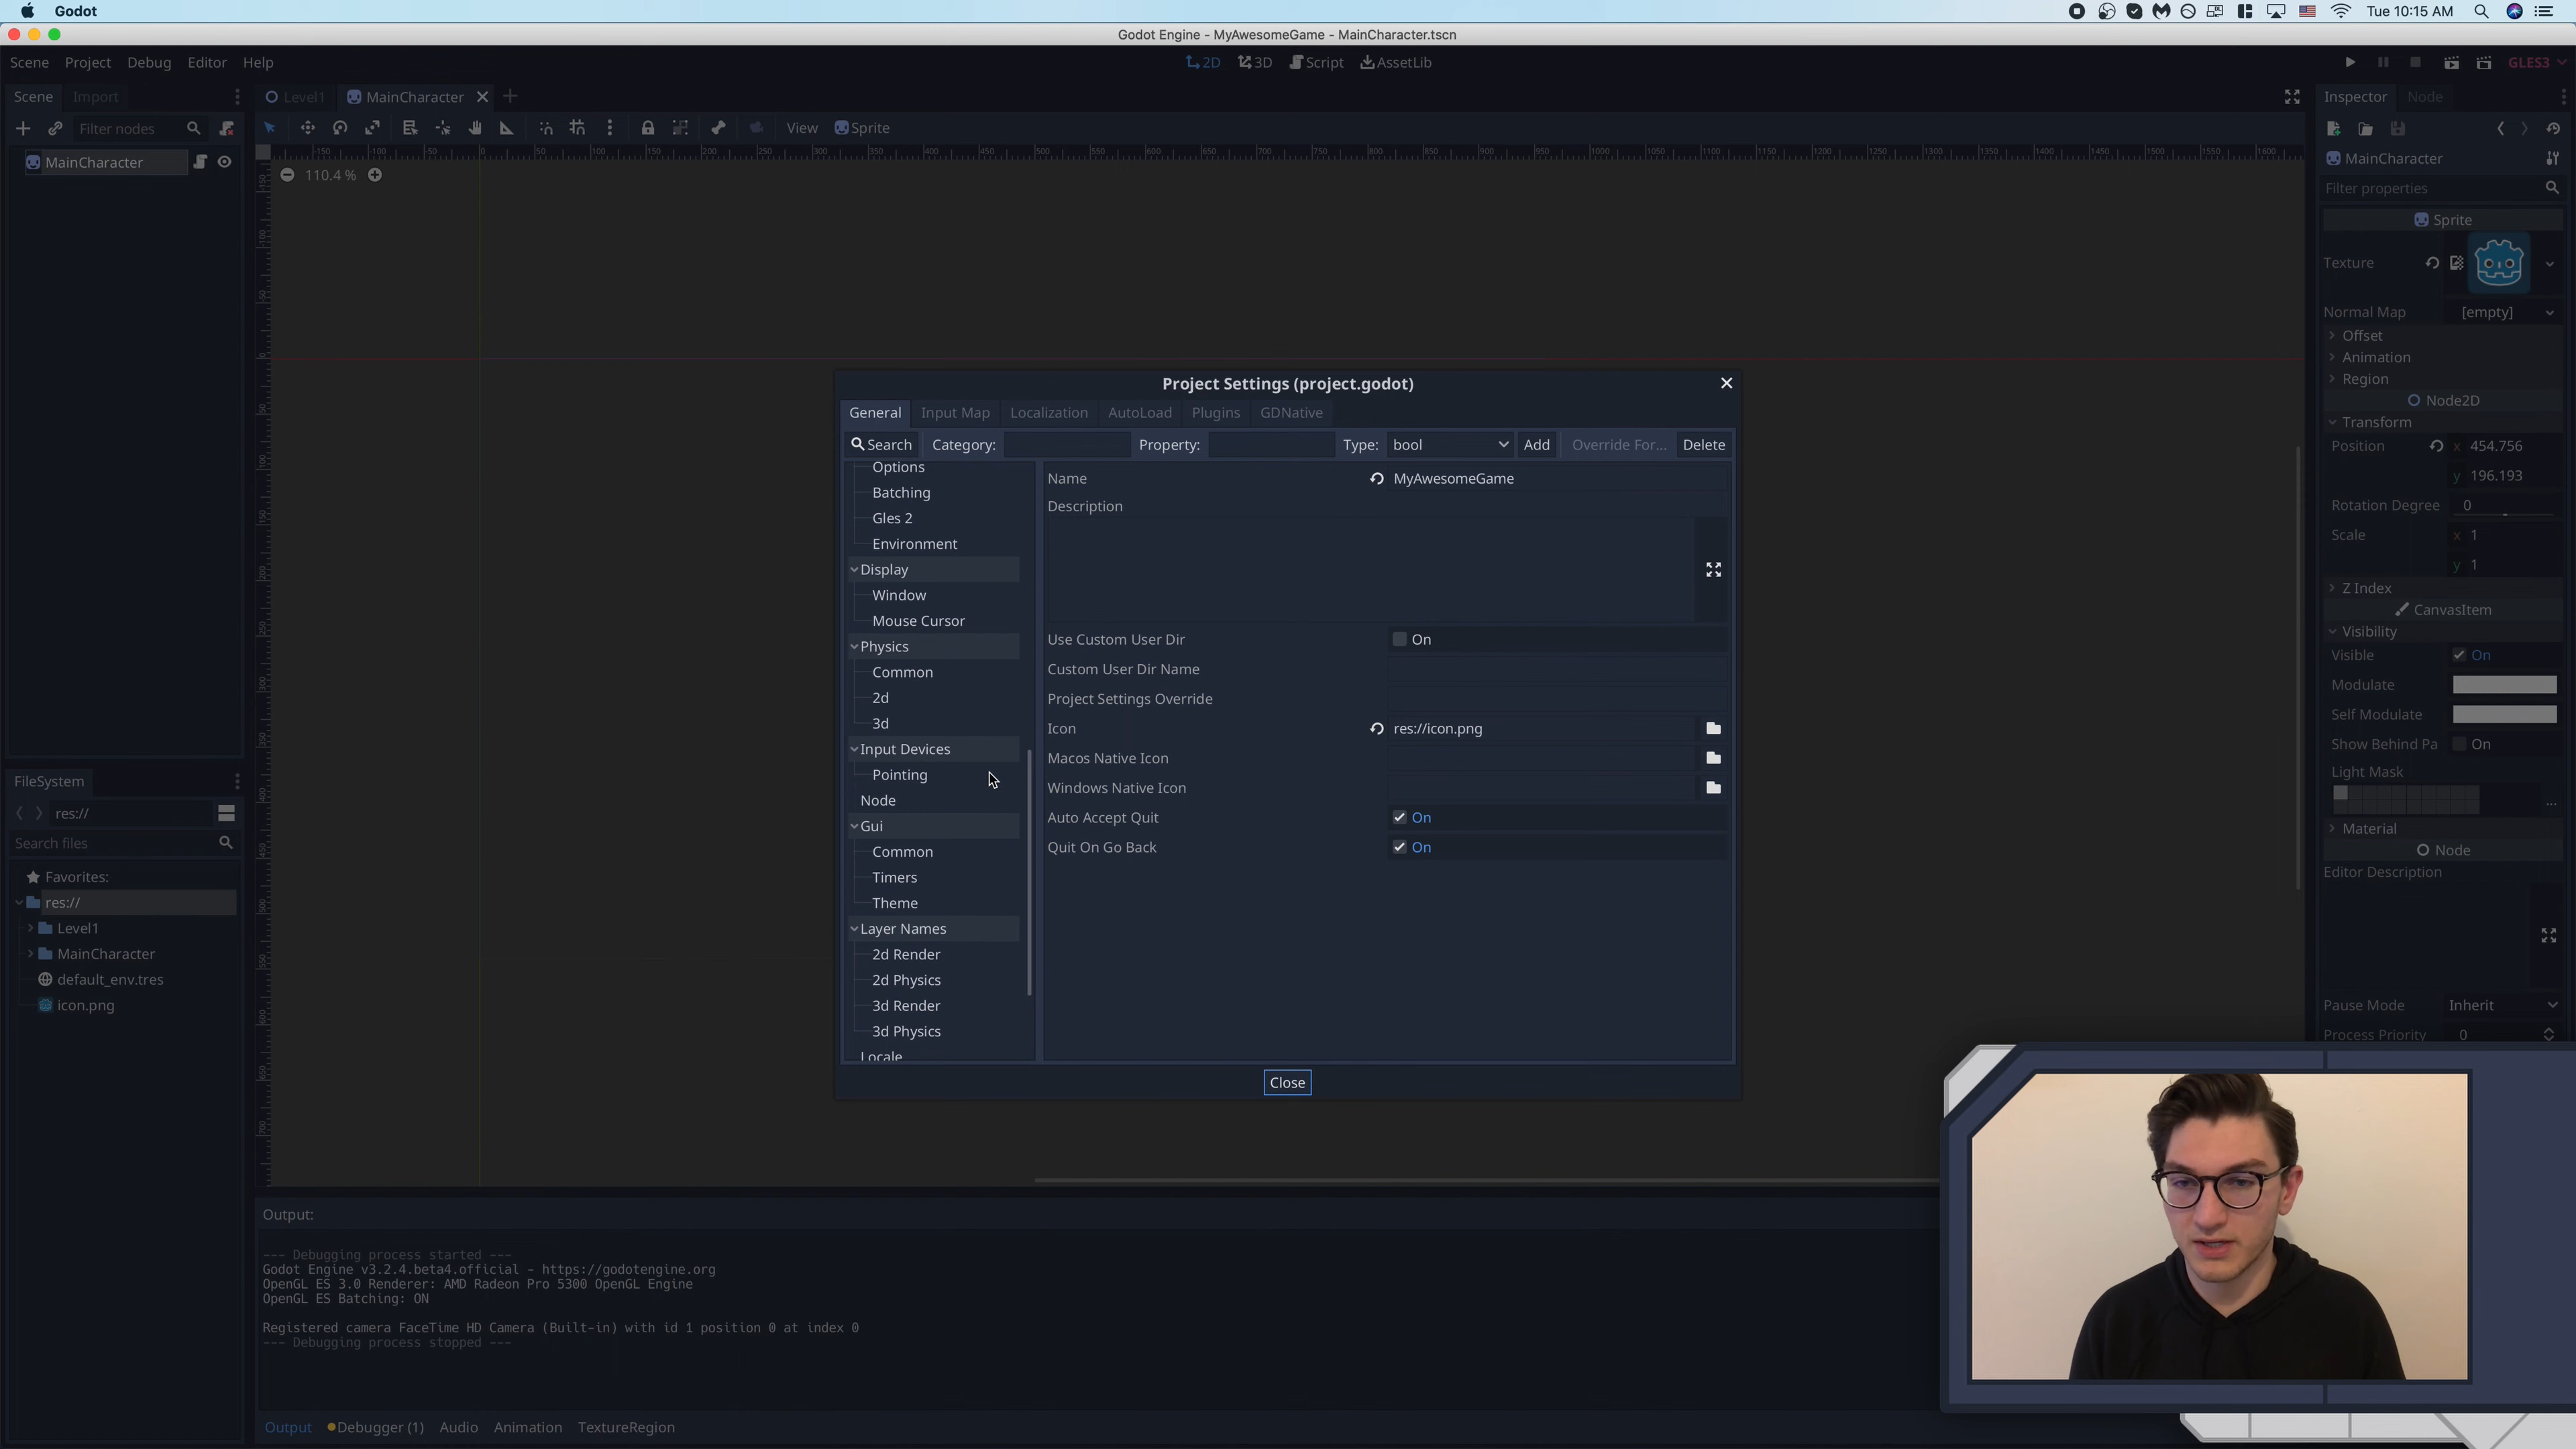 Godot
Tue 10:15 AM
Godot Engine - MyAwesomeGame - MainCharacter.tscn
Scene Project Debug Editor Help
2D 3D Script AssetLib
GLES3
Scene Import
Level1 MainCharacter
Inspector Node
Filter nodes
View Sprite
MainCharacter
110.4 %
MainCharacter
Filter properties
Sprite
Texture
Normal Map [empty]
Offset
Animation
Region
Node2D
Transform
Position x 454.756
y 196.193
Rotation Degree 0
Scale x 1
y 1
Z Index
CanvasItem
Visibility
Visible On
Modulate
Self Modulate
Show Behind Pa On
Light Mask
...
Material
Node
Editor Description
Pause Mode Inherit
Process Priority 0
Project Settings (project.godot)
General Input Map Localization AutoLoad Plugins GDNative
Search Category: Property: Type: bool Add Override For... Delete
Options
Batching
Gles 2
Environment
Display
Window
Mouse Cursor
Physics
Common
2d
3d
Input Devices
Pointing
Node
Gui
Common
Timers
Theme
Layer Names
2d Render
2d Physics
3d Render
3d Physics
Locale
Name MyAwesomeGame
Description
Use Custom User Dir On
Custom User Dir Name
Project Settings Override
Icon res://icon.png
Macos Native Icon
Windows Native Icon
Auto Accept Quit On
Quit On Go Back On
Close
FileSystem
res://
Search files
Favorites:
res://
Level1
MainCharacter
default_env.tres
icon.png
Output:
--- Debugging process started ---
Godot Engine v3.2.4.beta4.official - https://godotengine.org
OpenGL ES 3.0 Renderer: AMD Radeon Pro 5300 OpenGL Engine
OpenGL ES Batching: ON
Registered camera FaceTime HD Camera (Built-in) with id 1 position 0 at index 0
--- Debugging process stopped ---
Output Debugger (1) Audio Animation TextureRegion